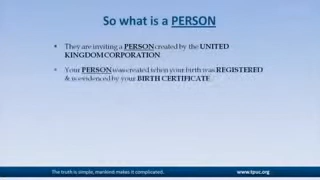 So what is a PERSON
• They are inviting a PERSON created by the UNITED
KINGDOM CORPORATION
• Your PERSON was created when your birth was REGISTERED
& is evidenced by your BIRTH CERTIFICATE
The truth is simple, mankind makes it complicated.
www.tpuc.org